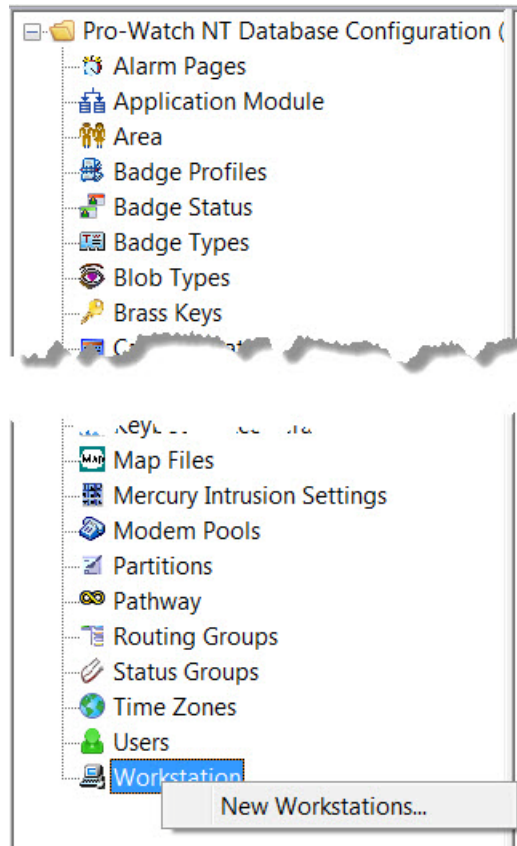 Pro-Watch NT Database Configuration (
Alarm Pages
Application Module
Area
Badge Profiles
Badge Status
Badge Types
Blob Types
Brass Keys
Map Files
Mercury Intrusion Settings
Modem Pools
Partitions
Pathway
Routing Groups
Status Groups
Time Zones
Users
Workstation
New Workstations...